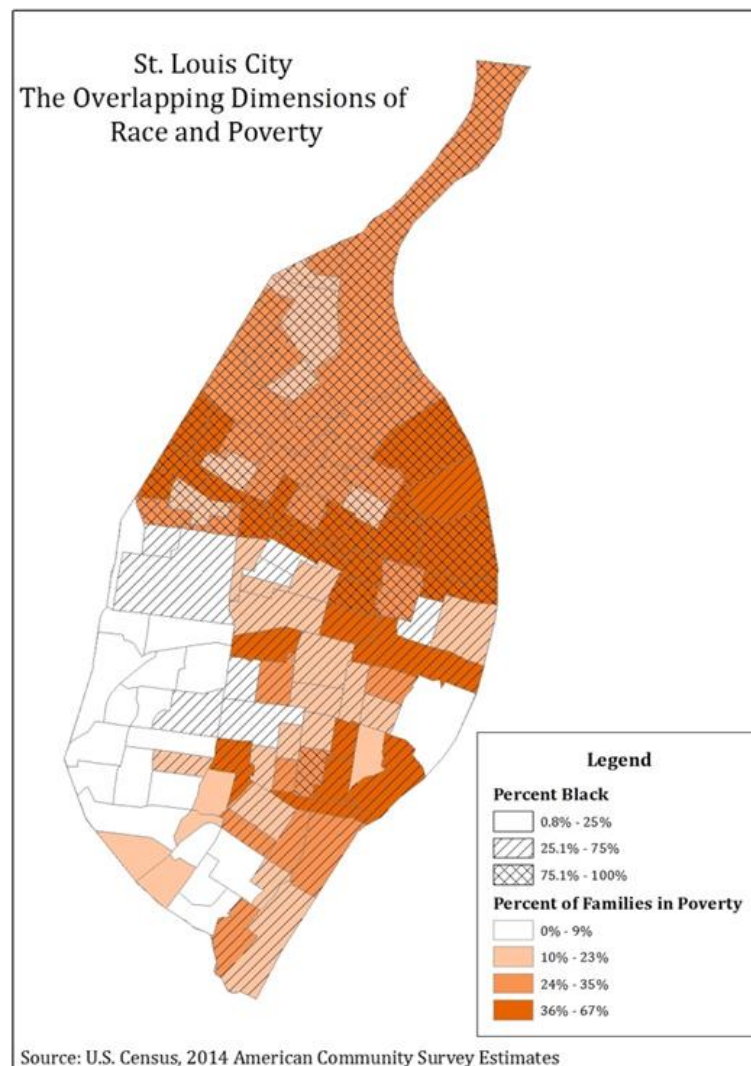 St. Louis City
The Overlapping Dimensions of
Race and Poverty
Legend
Percent Black
0.8% - 25%
25.1% - 75%
75.1% - 100%
Percent of Families in Poverty
0% - 9%
10% - 23%
24% - 35%
36% - 67%
Source: U.S. Census, 2014 American Community Survey Estimates